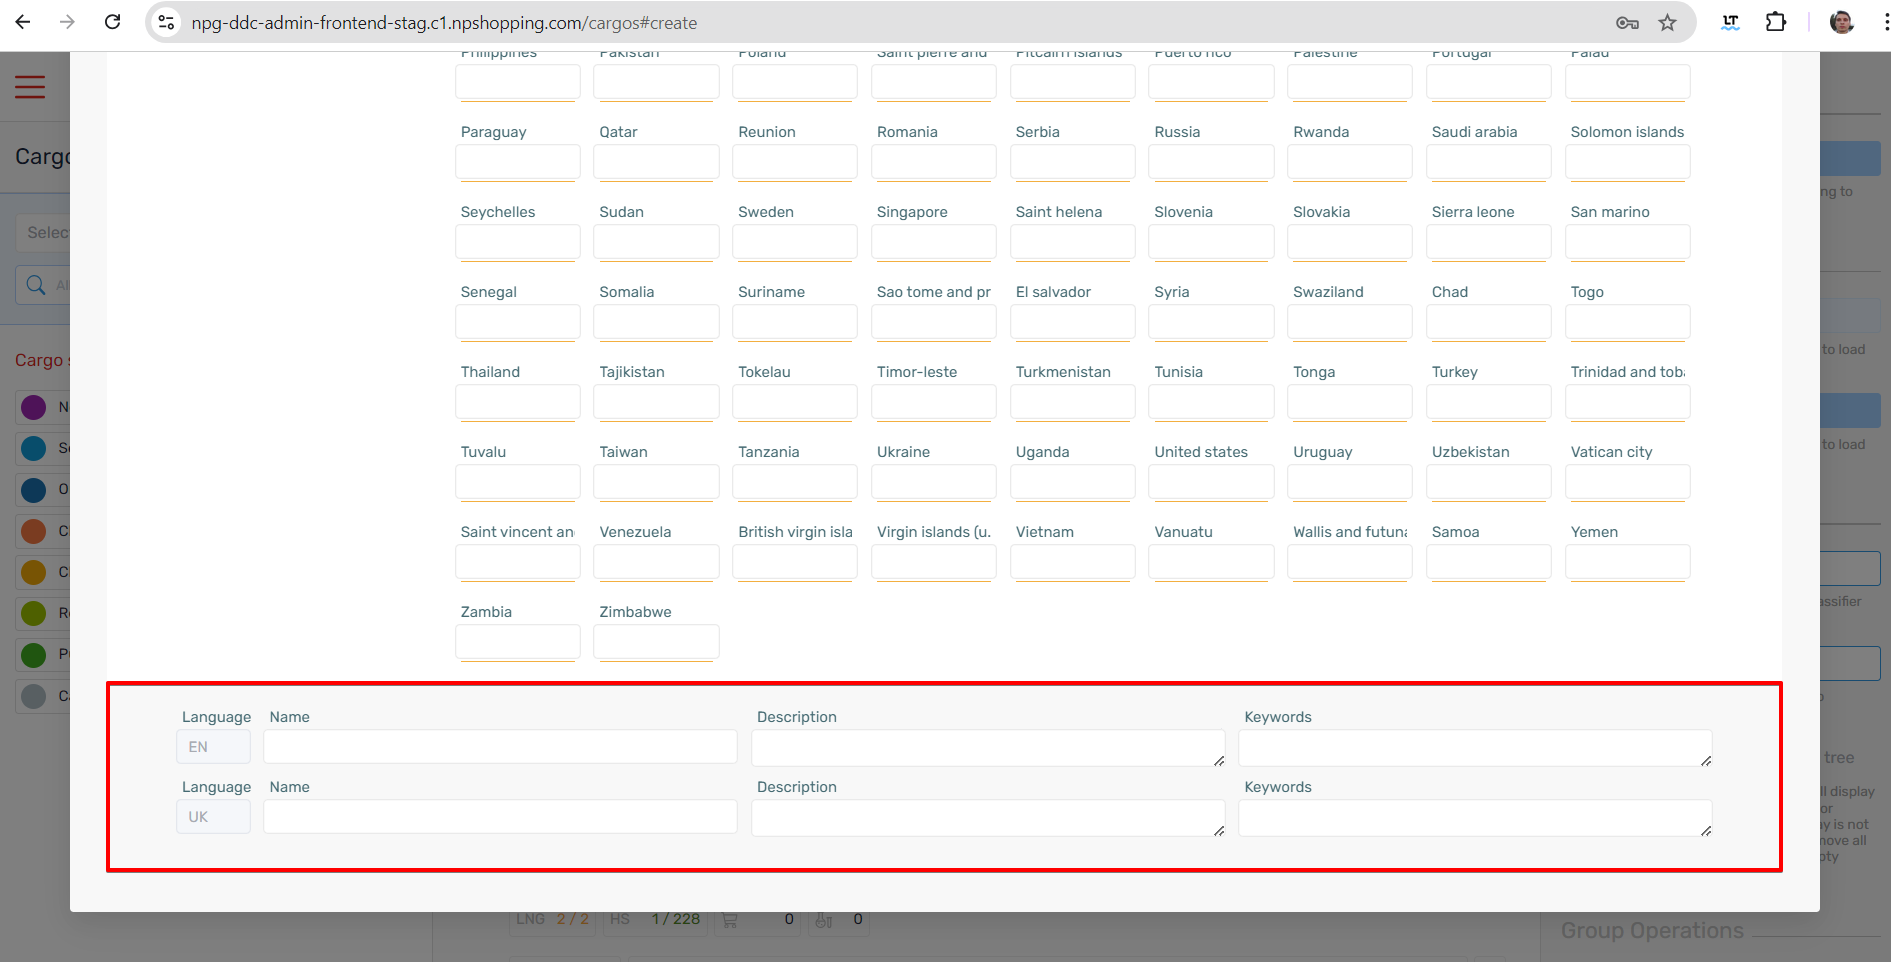 npg-ddc-admin-frontend-stag.c1.npshopping.com/cargos#create
LT
Philippines Pakistan Poland Saint pierre and Pitcairn islands Puerto rico Palestine Portugal Palau
Paraguay Qatar Reunion Romania Serbia Russia Rwanda Saudi arabia Solomon islands
Cargo
ng to
Seychelles Sudan Sweden Singapore Saint helena Slovenia Slovakia Sierra leone San marino
Selec
All
Senegal Somalia Suriname Sao tome and pr El salvador Syria Swaziland Chad Togo
to load
Cargo s
Thailand Tajikistan Tokelau Timor-leste Turkmenistan Tunisia Tonga Turkey Trinidad and toba
N
Tuvalu Taiwan Tanzania Ukraine Uganda United states Uruguay Uzbekistan Vatican city
S
to load
O
Saint vincent an Venezuela British virgin isla Virgin islands (u. Vietnam Vanuatu Wallis and futuna Samoa Yemen
C
C
Zambia Zimbabwe
R
assifier
P
C
Language Name Description Keywords
EN
tree
Language Name Description Keywords
ll display
or
UK
ay is not
move all
pty
LNG 2 / 2 HS 1 / 228 0 0
Group Operations